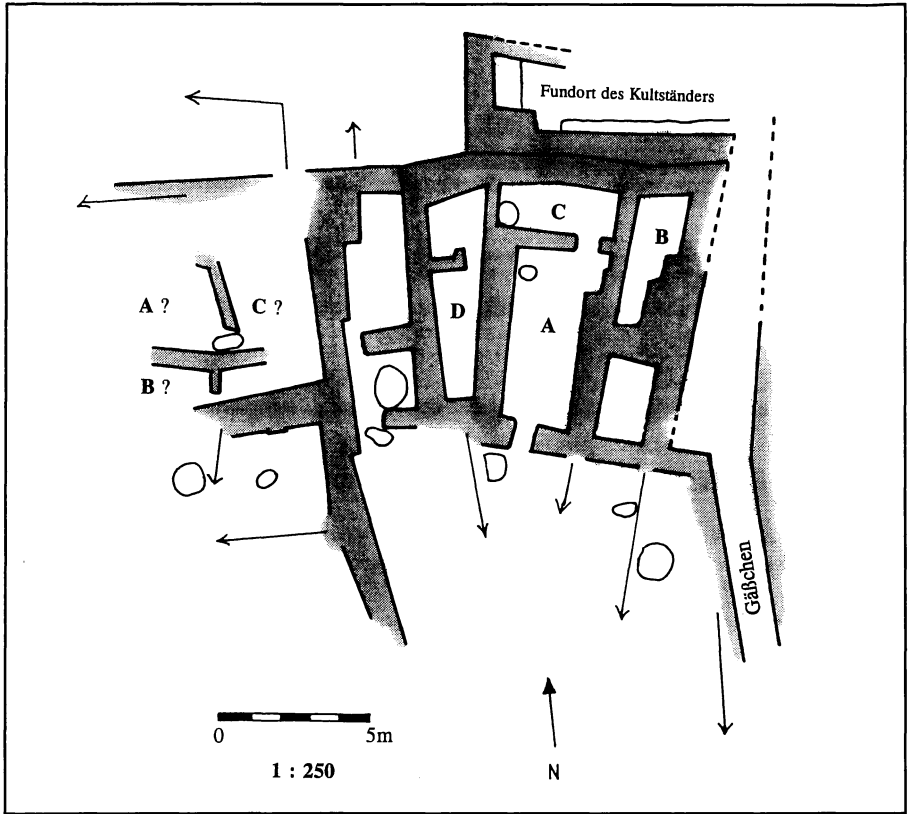 Fundort des Kultständers
C
B
A ?
C ?
D
A
B ?
Gäßchen
0
5m
1 : 250
N